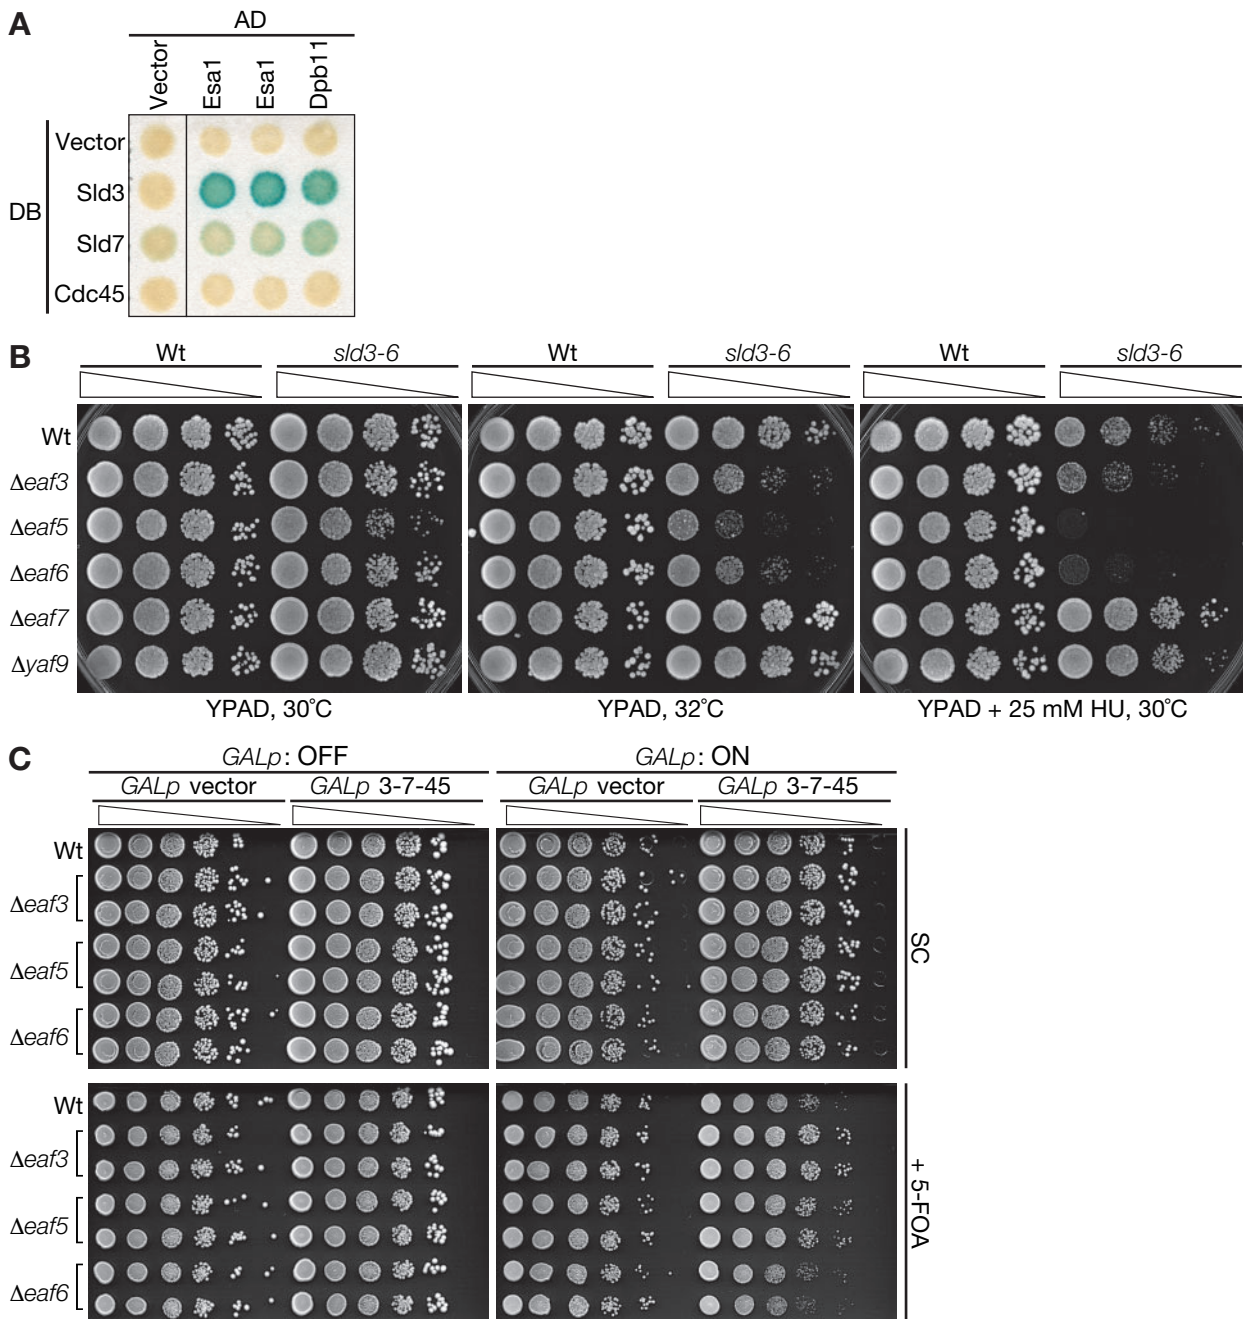 A
AD
Vector
Esa1
Esa1
Dpb11
DB
Vector
Sld3
Sld7
Cdc45
B
Wt sld3-6 Wt sld3-6 Wt sld3-6
Wt
Δeaf3
Δeaf5
Δeaf6
Δeaf7
Δyaf9
YPAD, 30°C YPAD, 32°C YPAD + 25 mM HU, 30°C
C
GALp: OFF GALp: ON
GALp vector GALp 3-7-45 GALp vector GALp 3-7-45
Wt
Δeaf3
Δeaf5
Δeaf6
SC
Wt
Δeaf3
Δeaf5
Δeaf6
+ 5-FOA